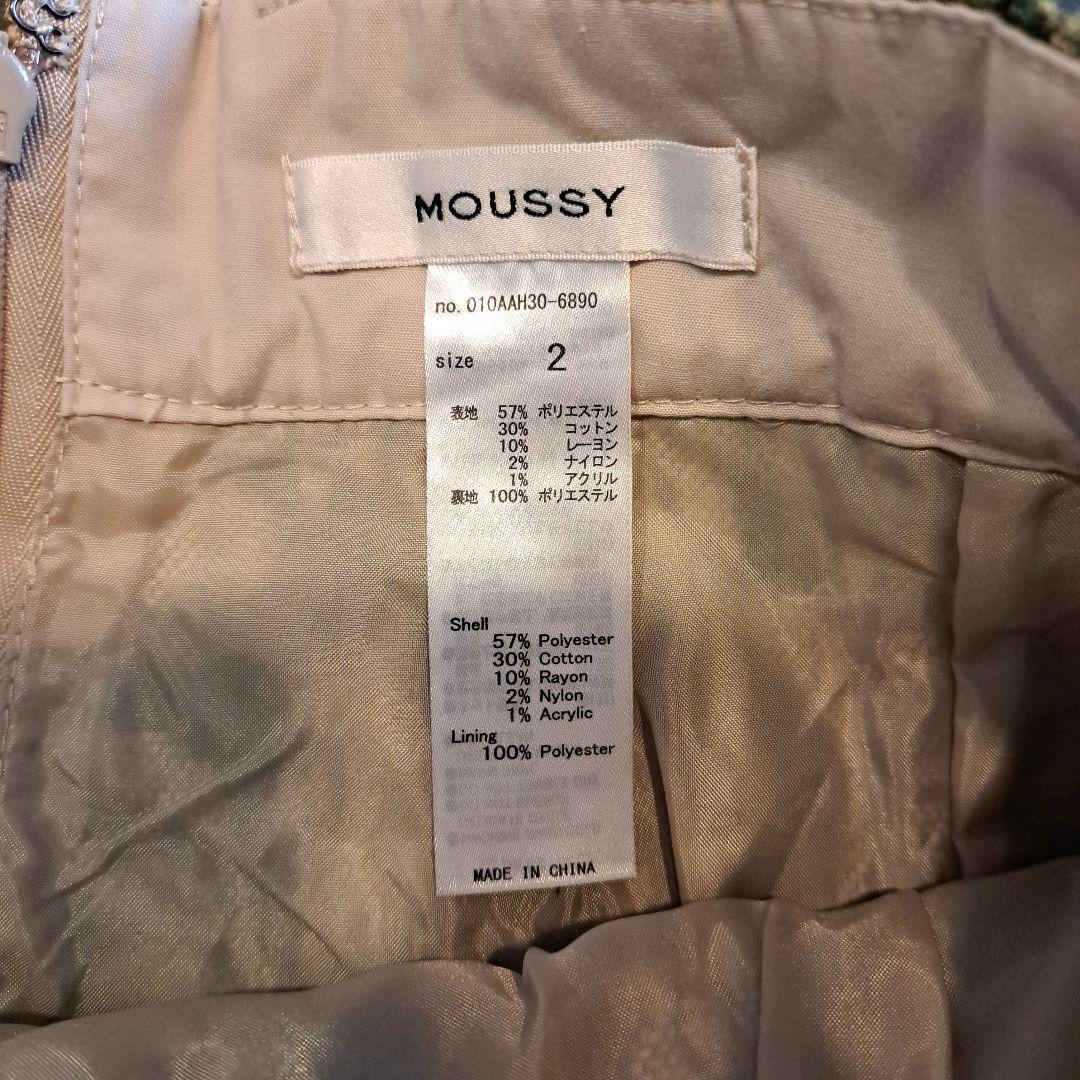 MOUSSY
no. 010AAH30-6890
size 2
表地 57% ポリエステル
30% コットン
10% レーヨン
2% ナイロン
1% アクリル
裏地 100% ポリエステル
Shell
57% Polyester
30% Cotton
10% Rayon
2% Nylon
1% Acrylic
Lining
100% Polyester
MADE IN CHINA